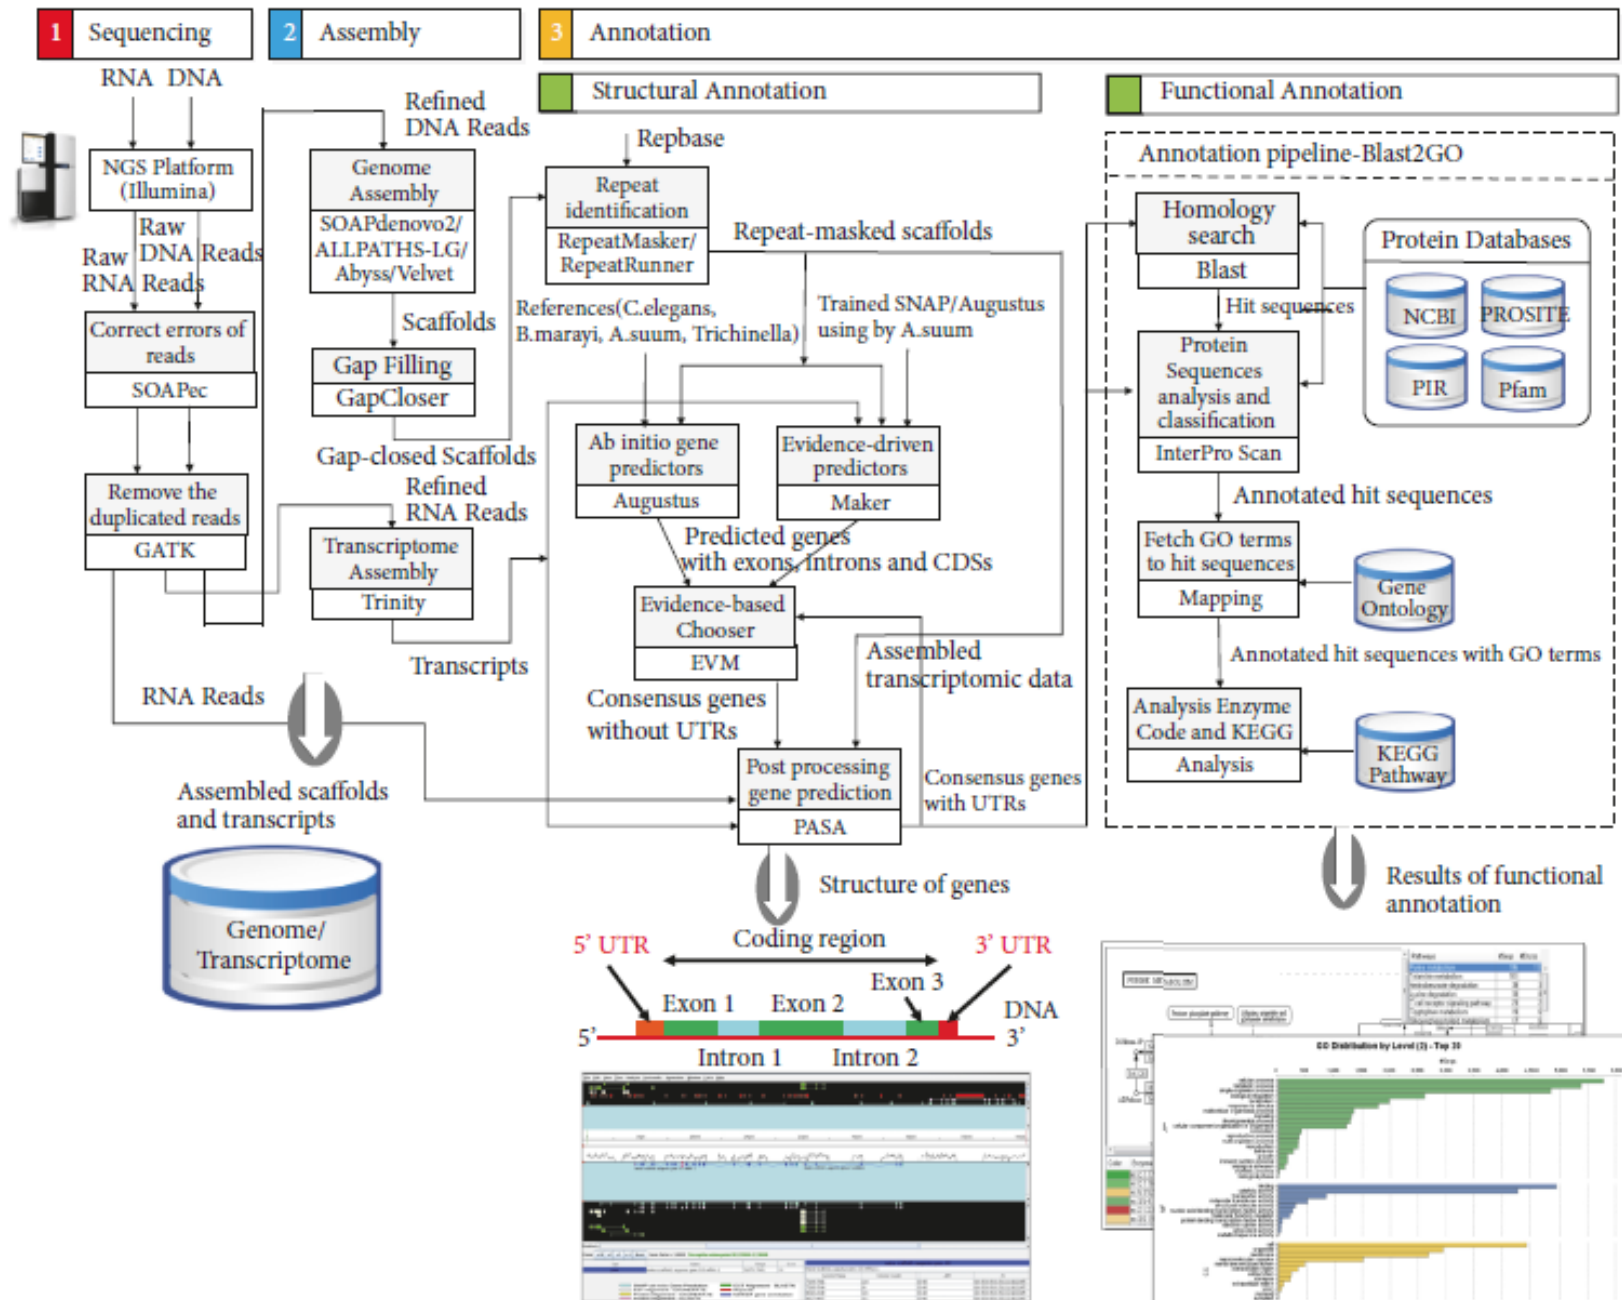 1 Sequencing
2 Assembly
3 Annotation
RNA DNA
NGS Platform
(Illumina)
Raw
DNA Reads
Raw
RNA Reads
Correct errors of
reads
SOAPec
Remove the
duplicated reads
GATK
RNA Reads
Refined
DNA Reads
Genome
Assembly
SOAPdenovo2/
ALLPATHS-LG/
Abyss/Velvet
Scaffolds
Gap Filling
GapCloser
Gap-closed Scaffolds
Refined
RNA Reads
Transcriptome
Assembly
Trinity
Transcripts
Assembled scaffolds
and transcripts
Genome/
Transcriptome
Structural Annotation
Repbase
Repeat
identification
RepeatMasker/
RepeatRunner
Repeat-masked scaffolds
References(C.elegans,
B.marayi, A.suum, Trichinella)
Trained SNAP/Augustus
using by A.suum
Ab initio gene
predictors
Augustus
Evidence-driven
predictors
Maker
Predicted genes
with exons, introns and CDSs
Evidence-based
Chooser
EVM
Assembled
transcriptomic data
Consensus genes
without UTRs
Post processing
gene prediction
PASA
Consensus genes
with UTRs
Structure of genes
5' UTR
Coding region
3' UTR
Exon 1
Exon 2
Exon 3
DNA
5'
3'
Intron 1
Intron 2
Functional Annotation
Annotation pipeline-Blast2GO
Homology
search
Blast
Hit sequences
Protein Databases
NCBI
PROSITE
PIR
Pfam
Protein
Sequences
analysis and
classification
InterPro Scan
Annotated hit sequences
Fetch GO terms
to hit sequences
Mapping
Gene
Ontology
Annotated hit sequences with GO terms
Analysis Enzyme
Code and KEGG
Analysis
KEGG
Pathway
Results of functional
annotation
GO Distribution by Level (2) - Top 20